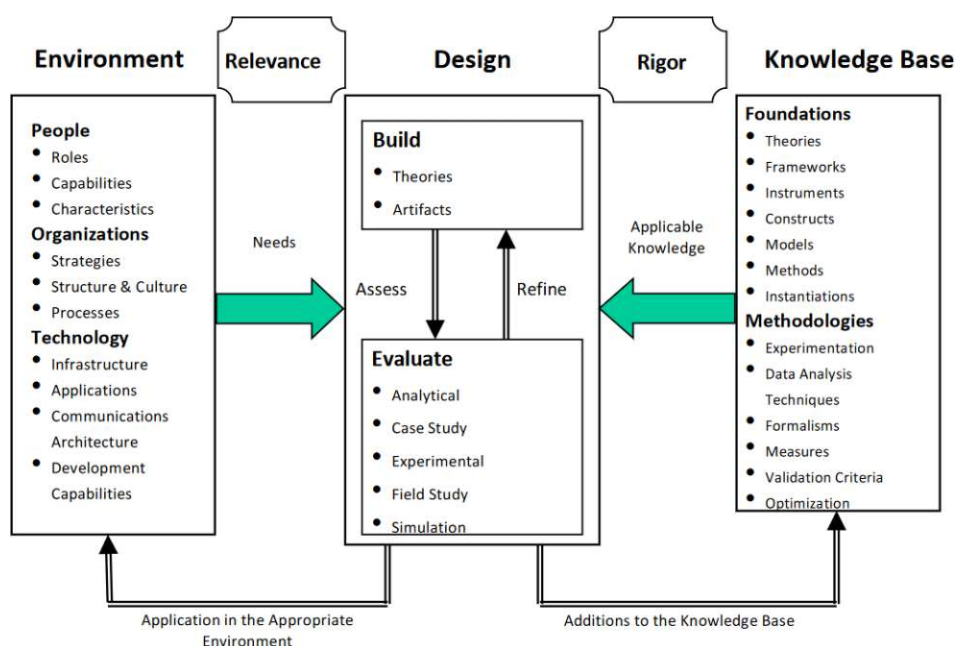 Environment
Relevance
Design
Rigor
Knowledge Base
People
Roles
Capabilities
Characteristics
Organizations
Strategies
Structure & Culture
Processes
Technology
Infrastructure
Applications
Communications
Architecture
Development
Capabilities
Needs
Build
Theories
Artifacts
Assess
Refine
Evaluate
Analytical
Case Study
Experimental
Field Study
Simulation
Applicable
Knowledge
Foundations
Theories
Frameworks
Instruments
Constructs
Models
Methods
Instantiations
Methodologies
Experimentation
Data Analysis
Techniques
Formalisms
Measures
Validation Criteria
Optimization
Application in the Appropriate
Environment
Additions to the Knowledge Base